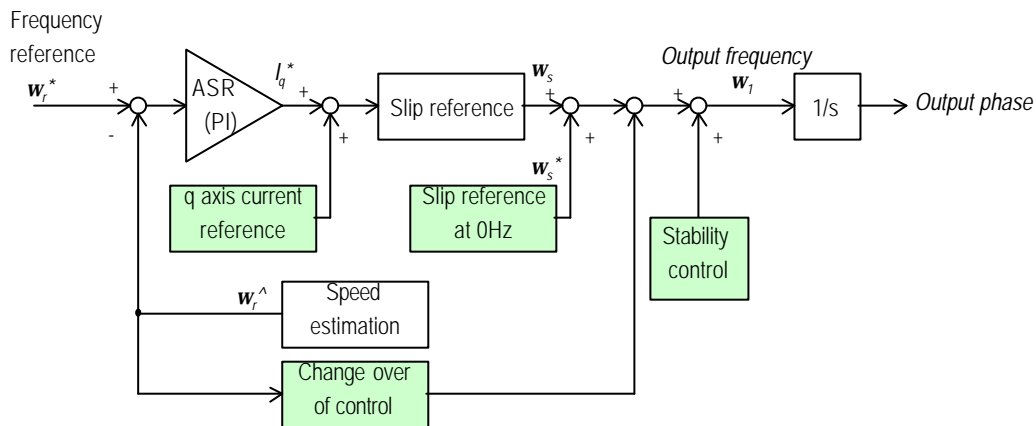 Frequency
reference
w_r^*
+
-
ASR
(PI)
I_q^*
+
+
Slip reference
w_s
+
+
w_s^*
Output frequency
+
w_1
+
1/s
Output phase
q axis current
reference
Slip reference
at 0Hz
Stability
control
w_r^^
Speed
estimation
Change over
of control